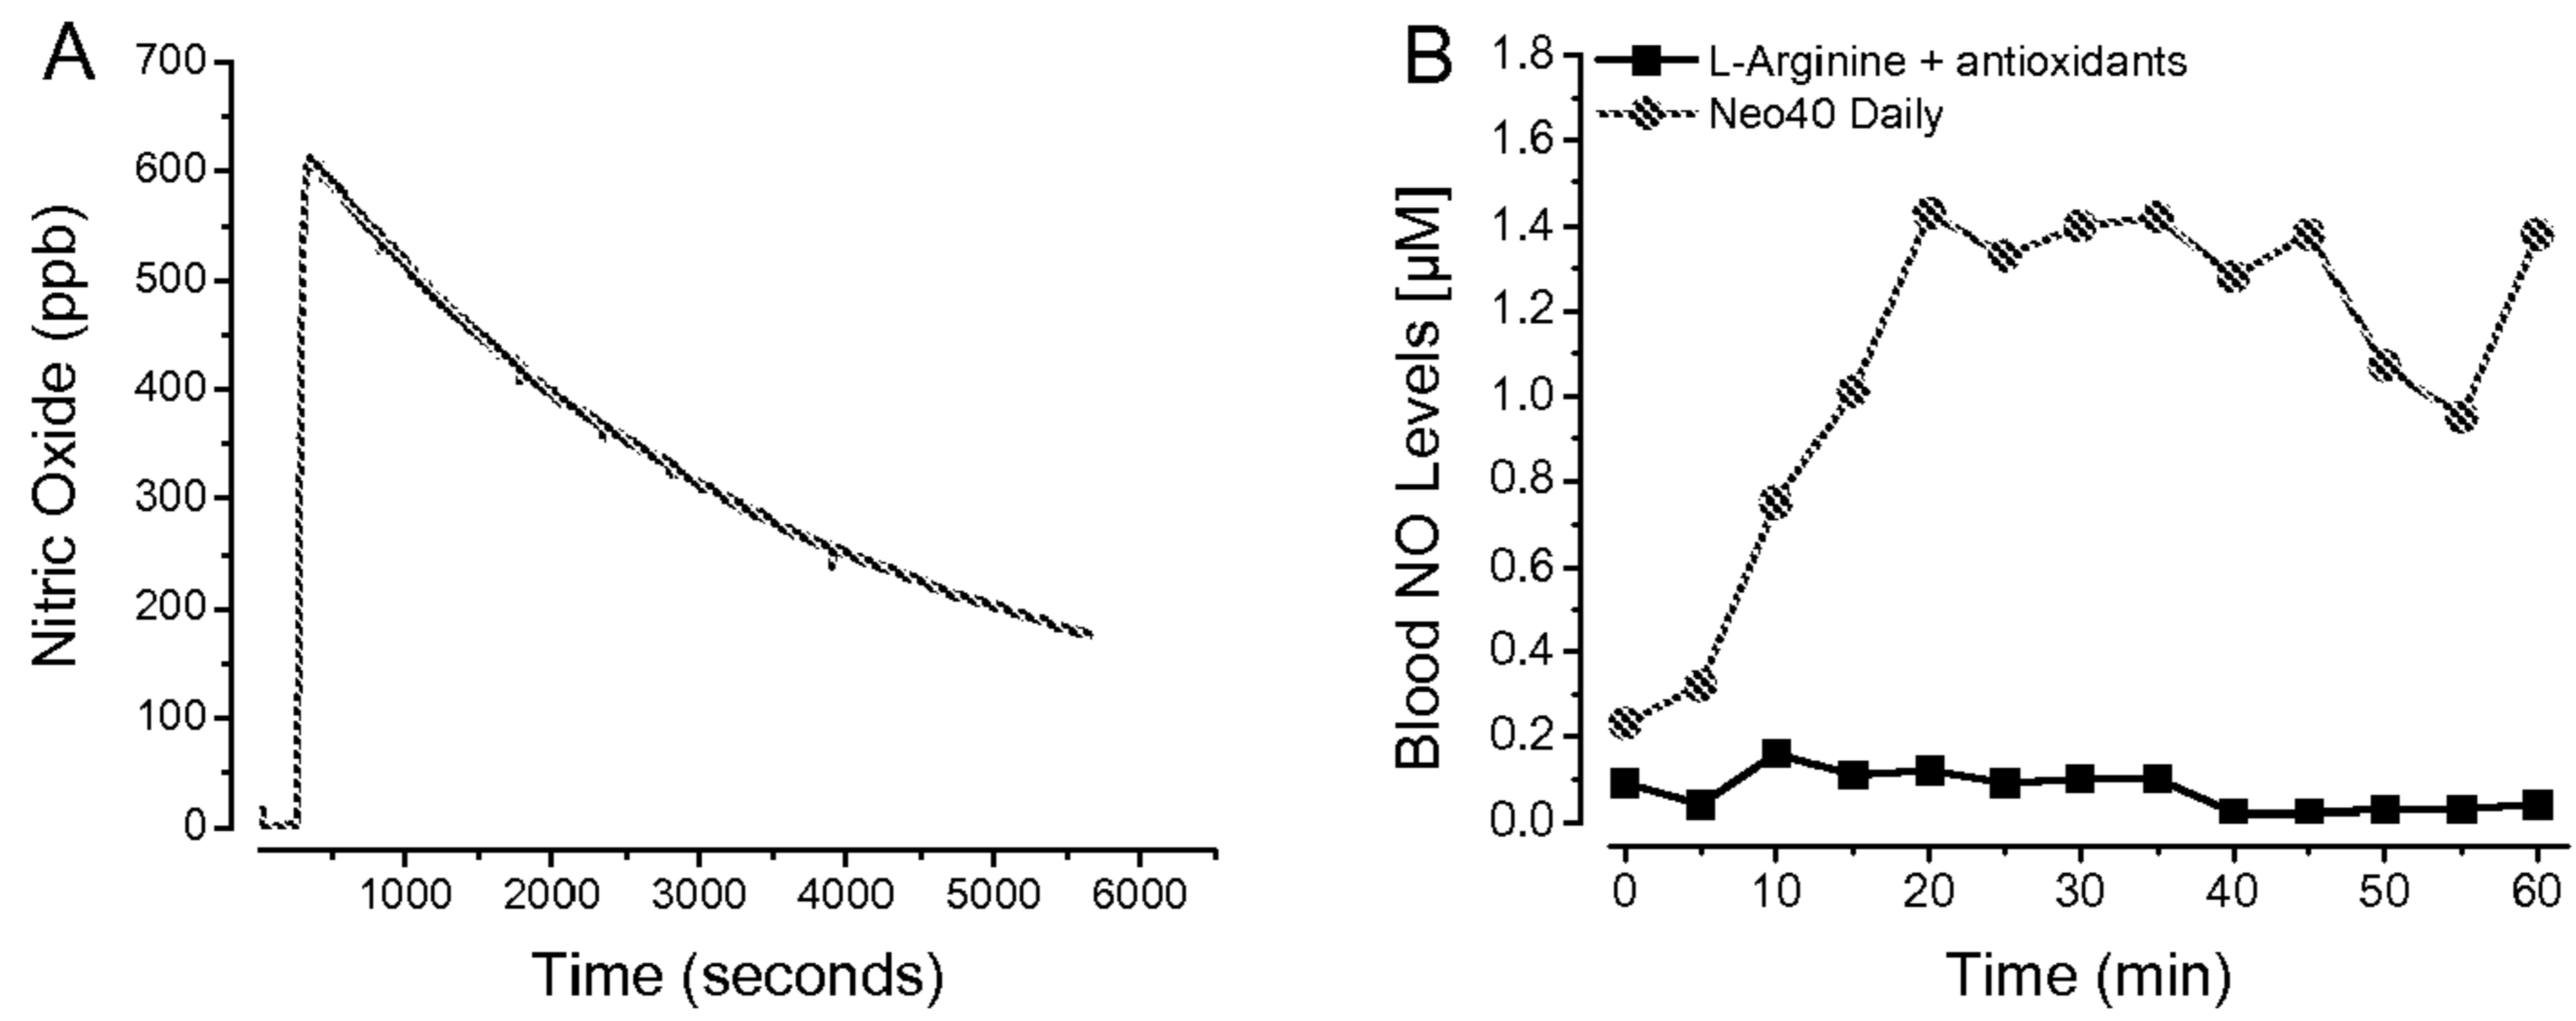 A
700
600
500
400
300
200
100
0
Nitric Oxide (ppb)
1000 2000 3000 4000 5000 6000
Time (seconds)
B
L-Arginine + antioxidants
Neo40 Daily
1.8
1.6
1.4
1.2
1.0
0.8
0.6
0.4
0.2
0.0
Blood NO Levels [µM]
0 10 20 30 40 50 60
Time (min)